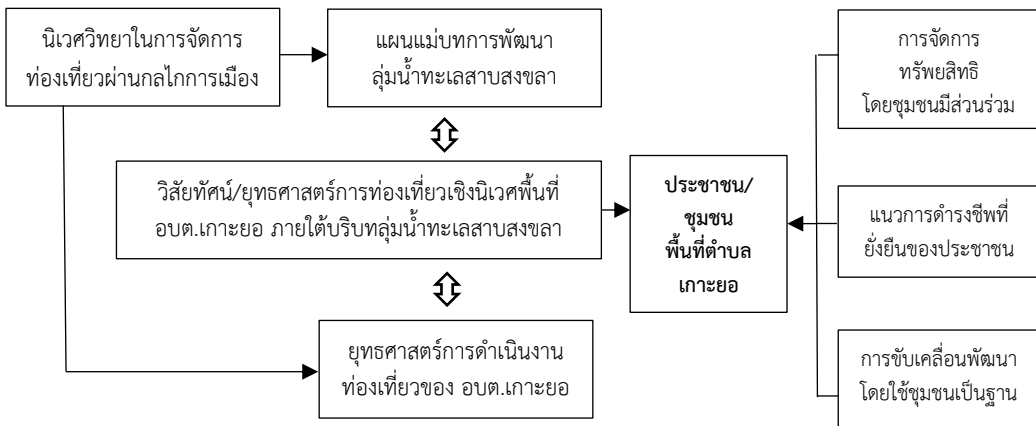 นิเวศวิทยาในการจัดการ
ท่องเที่ยวผ่านกลไกการเมือง
แผนแม่บทการพัฒนา
ลุ่มน้ำทะเลสาบสงขลา
วิสัยทัศน์/ยุทธศาสตร์การท่องเที่ยวเชิงนิเวศพื้นที่
อบต.เกาะยอ ภายใต้บริบทลุ่มน้ำทะเลสาบสงขลา
ยุทธศาสตร์การดำเนินงาน
ท่องเที่ยวของ อบต.เกาะยอ
ประชาชน/
ชุมชน
พื้นที่ตำบล
เกาะยอ
การจัดการ
ทรัพยสิทธิ
โดยชุมชนมีส่วนร่วม
แนวการดำรงชีพที่
ยั่งยืนของประชาชน
การขับเคลื่อนพัฒนา
โดยใช้ชุมชนเป็นฐาน